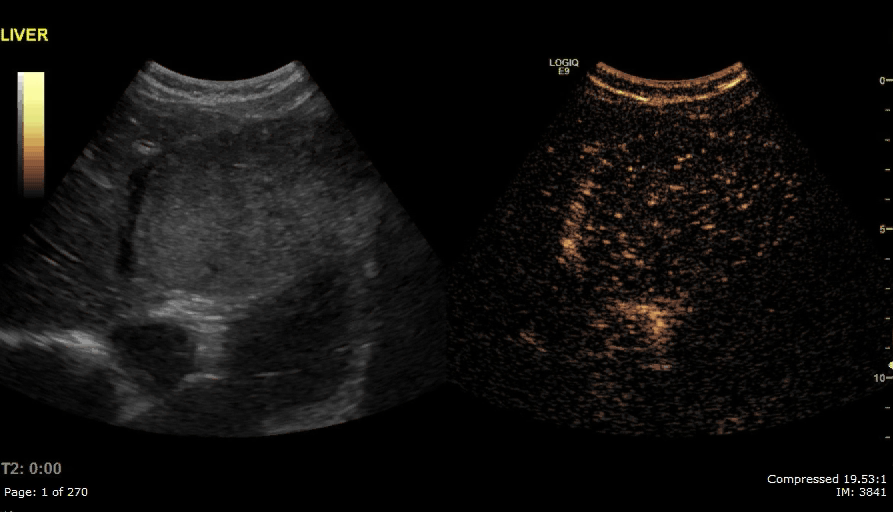 LIVER
LOGIQ
E9
0
5
10
T2: 0:00
Page: 1 of 270
Compressed 19.53:1
IM: 3841